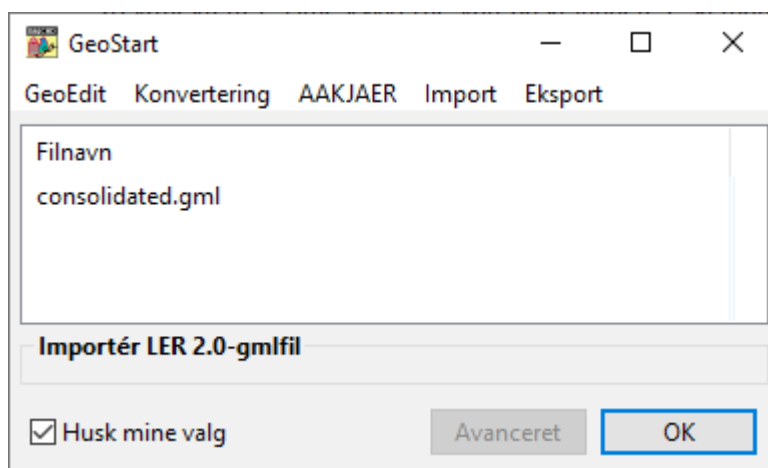 GeoStart
GeoEdit Konvertering AAKJAER Import Eksport
Filnavn
consolidated.gml
Importér LER 2.0-gmlfil
Husk mine valg Avanceret OK